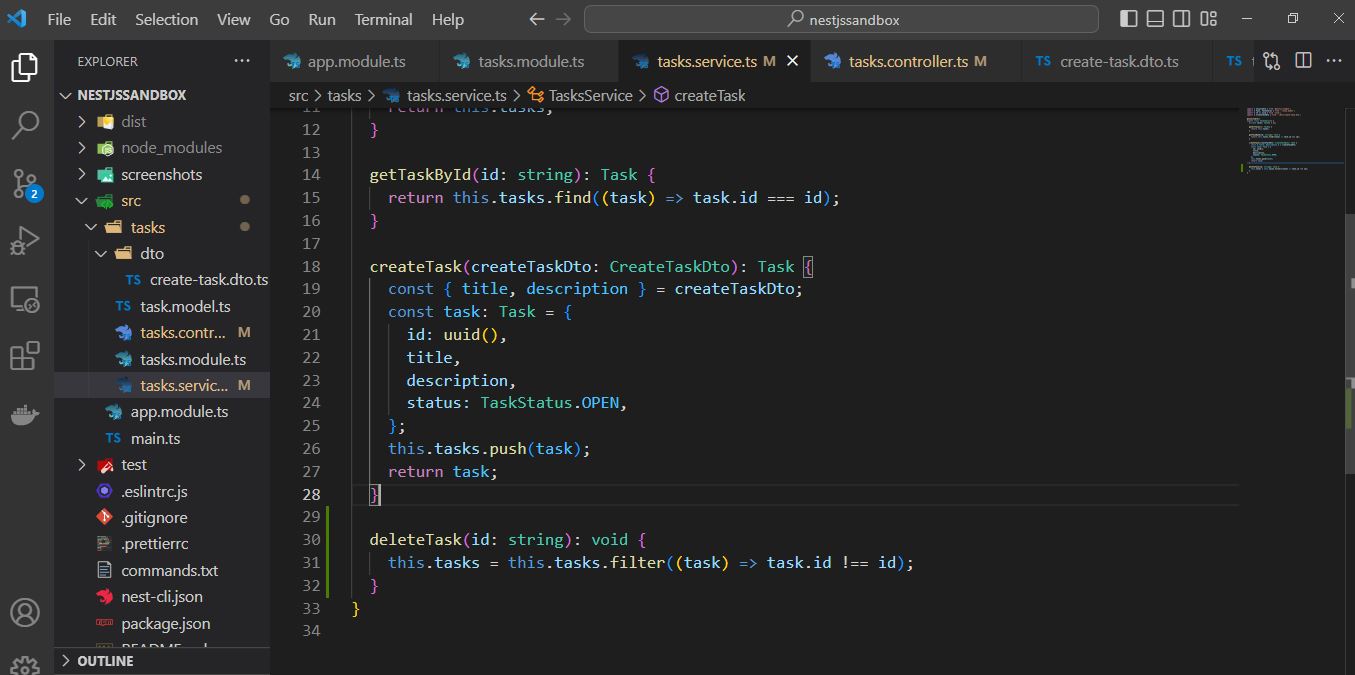 File Edit Selection View Go Run Terminal Help
nestjssandbox
EXPLORER
app.module.ts
tasks.module.ts
tasks.service.ts M
tasks.controller.ts M
TS create-task.dto.ts
TS
NESTJSSANDBOX
dist
node_modules
screenshots
src
tasks
dto
TS create-task.dto.ts
TS task.model.ts
tasks.contr... M
tasks.module.ts
tasks.servic... M
app.module.ts
TS main.ts
test
.eslintrc.js
.gitignore
.prettierrc
commands.txt
nest-cli.json
package.json
OUTLINE
2
src > tasks > tasks.service.ts > TasksService > createTask
11 return this.tasks;
12 }
13
14 getTaskById(id: string): Task {
15 return this.tasks.find((task) => task.id === id);
16 }
17
18 createTask(createTaskDto: CreateTaskDto): Task {
19 const { title, description } = createTaskDto;
20 const task: Task = {
21 id: uuid(),
22 title,
23 description,
24 status: TaskStatus.OPEN,
25 };
26 this.tasks.push(task);
27 return task;
28 }
29
30 deleteTask(id: string): void {
31 this.tasks = this.tasks.filter((task) => task.id !== id);
32 }
33 }
34